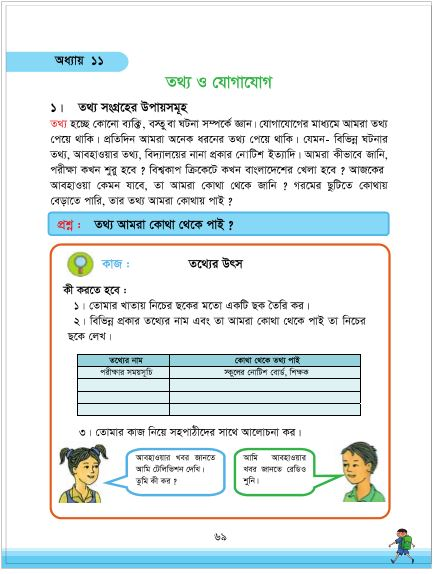 অধ্যায় ১১
তথ্য ও যোগাযোগ
১। তথ্য সংগ্রহের উপায়সমূহ
তথ্য হচ্ছে কোনো ব্যক্তি, বস্তু বা ঘটনা সম্পর্কে জ্ঞান। যোগাযোগের মাধ্যমে আমরা তথ্য
পেয়ে থাকি। প্রতিদিন আমরা অনেক ধরনের তথ্য পেয়ে থাকি। যেমন- বিভিন্ন ঘটনার
তথ্য, আবহাওয়ার তথ্য, বিদ্যালয়ের নানা প্রকার নোটিশ ইত্যাদি। আমরা কীভাবে জানি,
পরীক্ষা কখন শুরু হবে ? বিশ্বকাপ ক্রিকেটে কখন বাংলাদেশের খেলা হবে ? আজকের
আবহাওয়া কেমন যাবে, তা আমরা কোথা থেকে জানি ? গরমের ছুটিতে কোথায়
বেড়াতে পারি, তার তথ্য আমরা কোথায় পাই ?
প্রশ্ন : তথ্য আমরা কোথা থেকে পাই ?
কাজ : তথ্যের উৎস
কী করতে হবে :
১। তোমার খাতায় নিচের ছকের মতো একটি ছক তৈরি কর।
২। বিভিন্ন প্রকার তথ্যের নাম এবং তা আমরা কোথা থেকে পাই তা নিচের
ছকে লেখ।
তথ্যের নাম কোথা থেকে তথ্য পাই
পরীক্ষার সময়সূচি স্কুলের নোটিশ বোর্ড, শিক্ষক
৩। তোমার কাজ নিয়ে সহপাঠীদের সাথে আলোচনা কর।
আবহাওয়ার খবর জানতে
আমি টেলিভিশন দেখি।
তুমি কী কর ?
আমি আবহাওয়ার
খবর জানতে রেডিও
শুনি।
৬৯